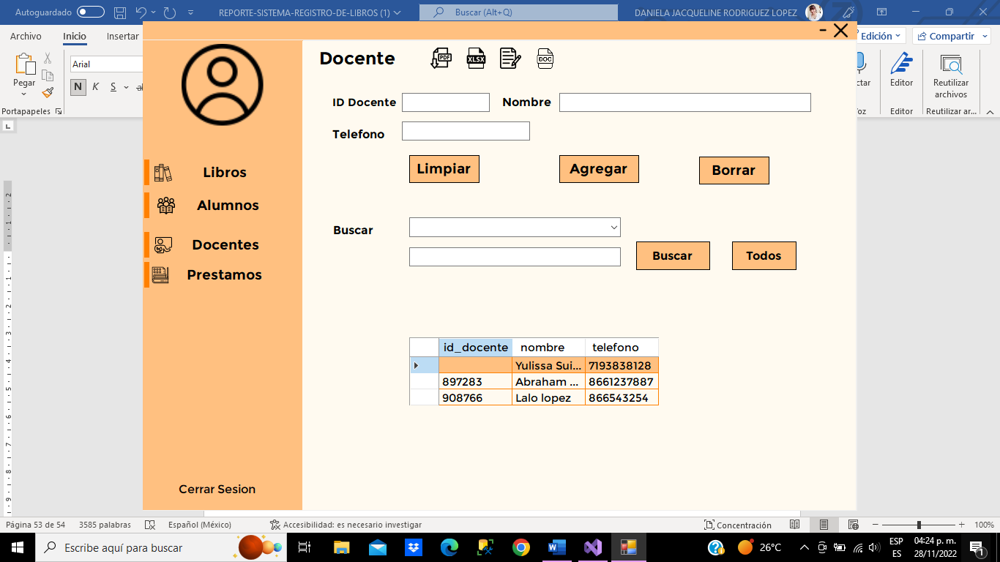 Autoguardado REPORTE-SISTEMA-REGISTRO-DE-LIBROS (1) Buscar (Alt+Q) DANIELA JACQUELINE RODRIGUEZ LOPEZ
Archivo Inicio Insertar Edición Compartir
Arial
Pegar
N K S
Editor Reutilizar archivos
Portapapeles Editor Reutilizar ar...
Docente
PDF XLSX DOC
ID Docente Nombre
Telefono
Limpiar Agregar Borrar
Libros
Alumnos
Docentes
Prestamos
Buscar
Buscar Todos
id_docente nombre telefono
Yulissa Sui... 7193838128
897283 Abraham ... 8661237887
908766 Lalo lopez 866543254
Cerrar Sesion
Página 53 de 54 3585 palabras Español (México) Accesibilidad: es necesario investigar Concentración 100%
Escribe aquí para buscar 26°C ESP 04:24 p. m.
ES 28/11/2022 1